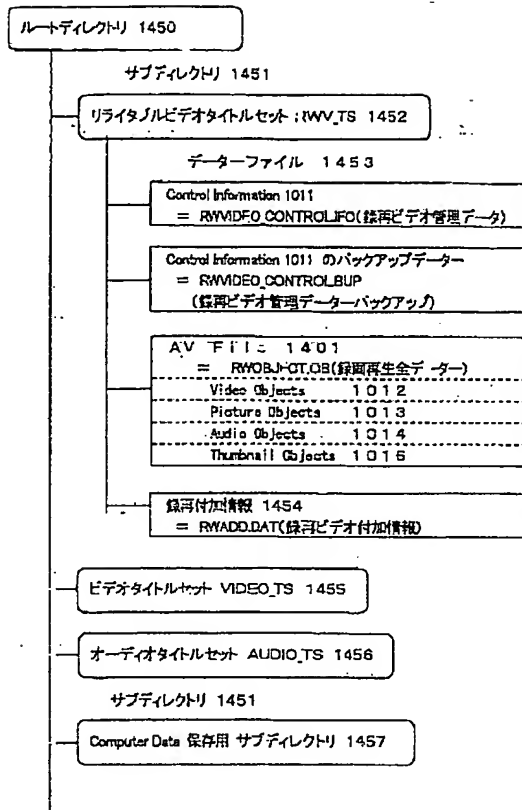 ルートディレクトリ 1450
サブディレクトリ 1451
リライタブルビデオタイトルセット;RWV_TS 1452
データーファイル 1453
Control Information 1011
= RWVIDEO_CONTROL.IFO(録再ビデオ管理データ)
Control Information 1011 のバックアップデーター
= RWVIDEO_CONTROL.BUP
(録再ビデオ管理データーバックアップ)
AV File 1401
= RWOBJECT.OB(録画再生全データー)
Video Objects 1012
Picture Objects 1013
Audio Objects 1014
Thumbnail Objects 1016
録再付加情報 1454
= RWADD.DAT(録再ビデオ付加情報)
ビデオタイトルセット VIDEO_TS 1455
オーディオタイトルセット AUDIO_TS 1456
サブディレクトリ 1451
Computer Data 保存用 サブディレクトリ 1457